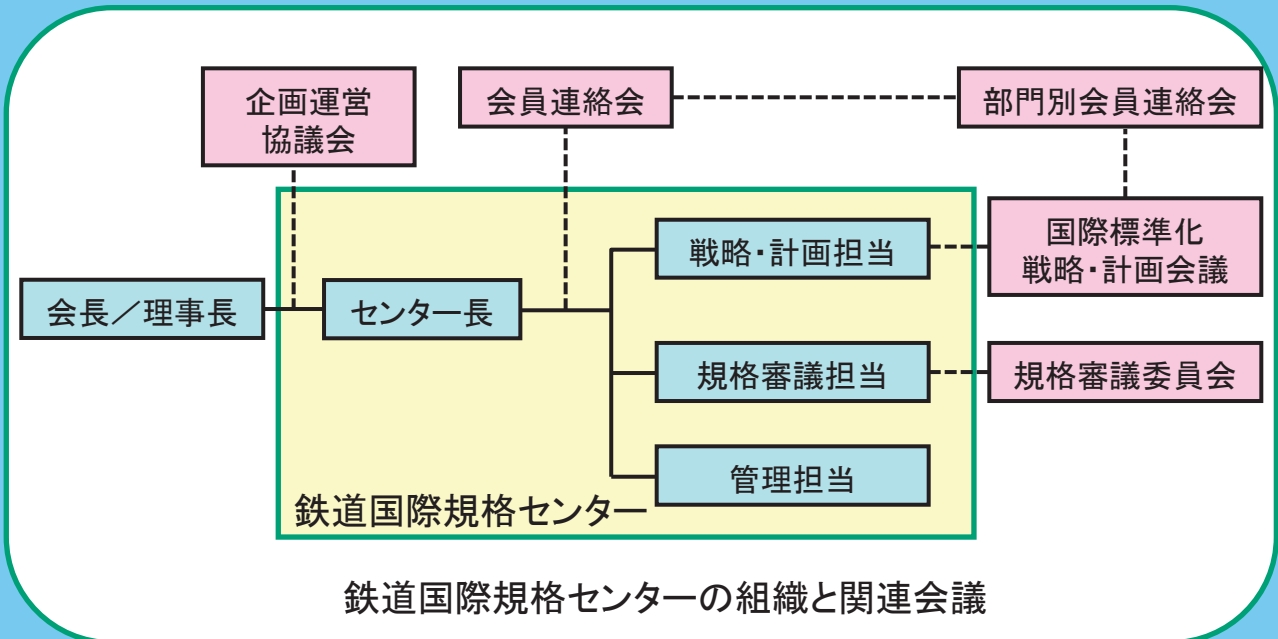 企画運営
協議会
会員連絡会
部門別会員連絡会
戦略・計画担当
国際標準化
戦略・計画会議
会長／理事長
センター長
規格審議担当
規格審議委員会
管理担当
鉄道国際規格センター
鉄道国際規格センターの組織と関連会議